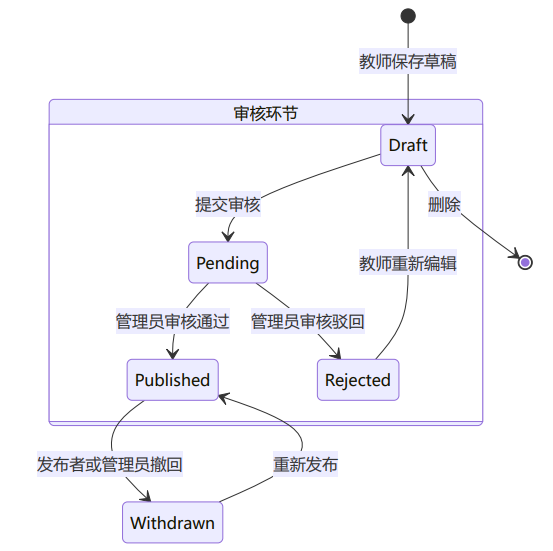 教师保存草稿
审核环节
Draft
提交审核
删除
Pending
教师重新编辑
管理员审核通过
管理员审核驳回
Published
Rejected
发布者或管理员撤回
重新发布
Withdrawn